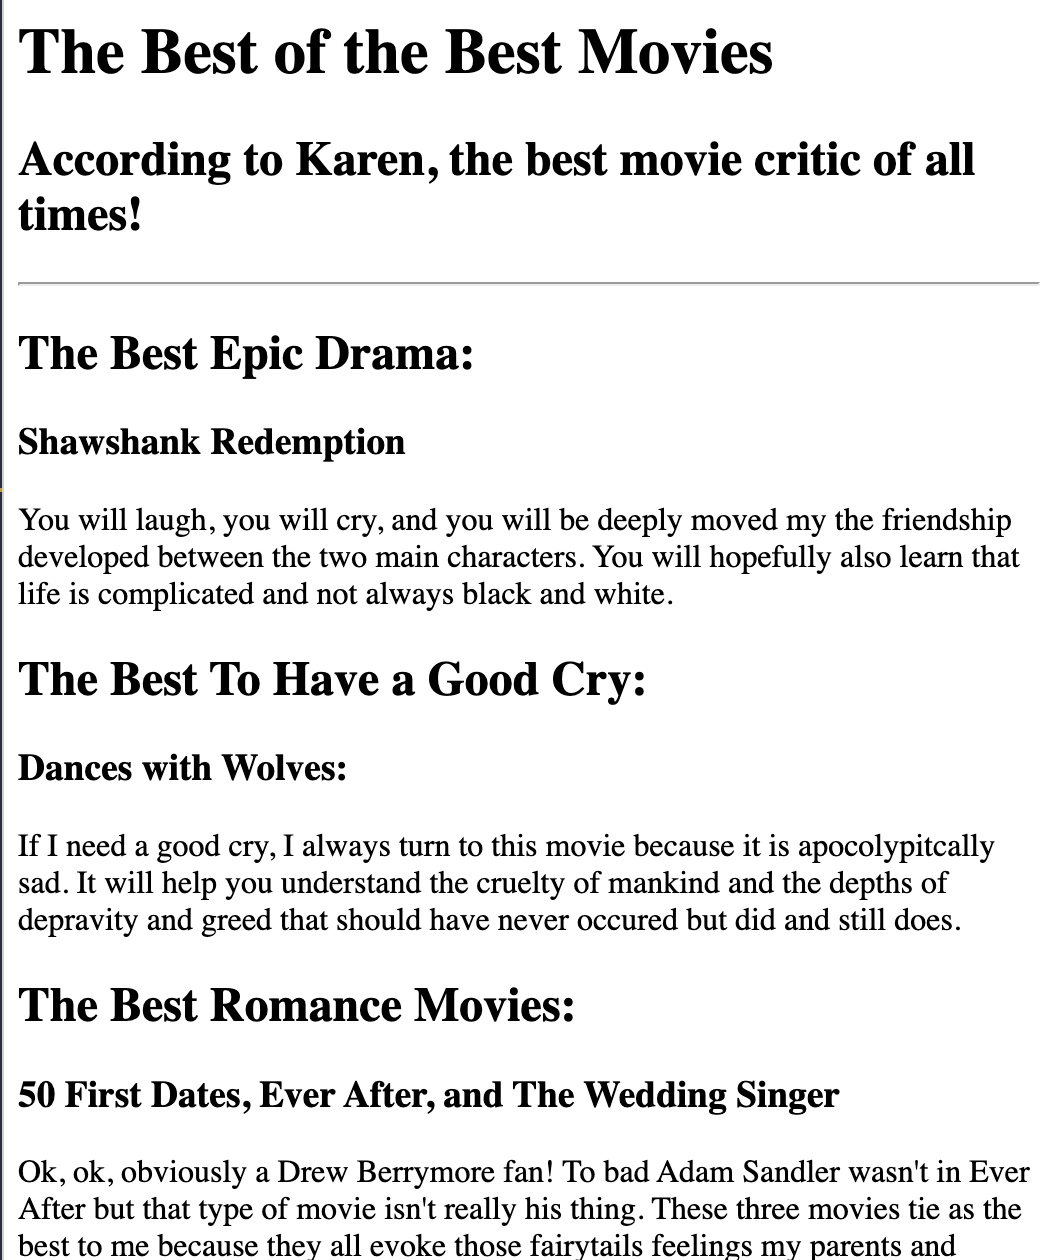 The Best of the Best Movies
According to Karen, the best movie critic of all
times!
The Best Epic Drama:
Shawshank Redemption
You will laugh, you will cry, and you will be deeply moved my the friendship
developed between the two main characters. You will hopefully also learn that
life is complicated and not always black and white.
The Best To Have a Good Cry:
Dances with Wolves:
If I need a good cry, I always turn to this movie because it is apocolypitcally
sad. It will help you understand the cruelty of mankind and the depths of
depravity and greed that should have never occured but did and still does.
The Best Romance Movies:
50 First Dates, Ever After, and The Wedding Singer
Ok, ok, obviously a Drew Berrymore fan! To bad Adam Sandler wasn't in Ever
After but that type of movie isn't really his thing. These three movies tie as the
best to me because they all evoke those fairytails feelings my parents and